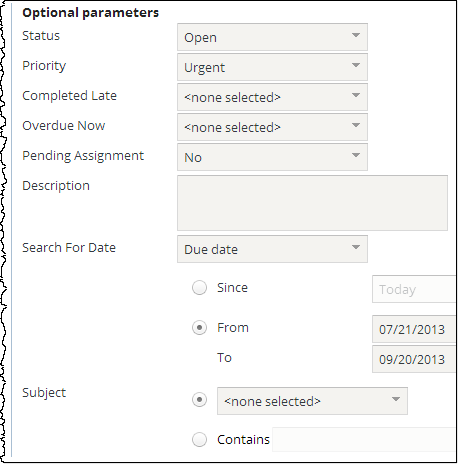 Optional parameters
Status Open
Priority Urgent
Completed Late <none selected>
Overdue Now <none selected>
Pending Assignment No
Description
Search For Date Due date
Since Today
From 07/21/2013
To 09/20/2013
Subject <none selected>
Contains